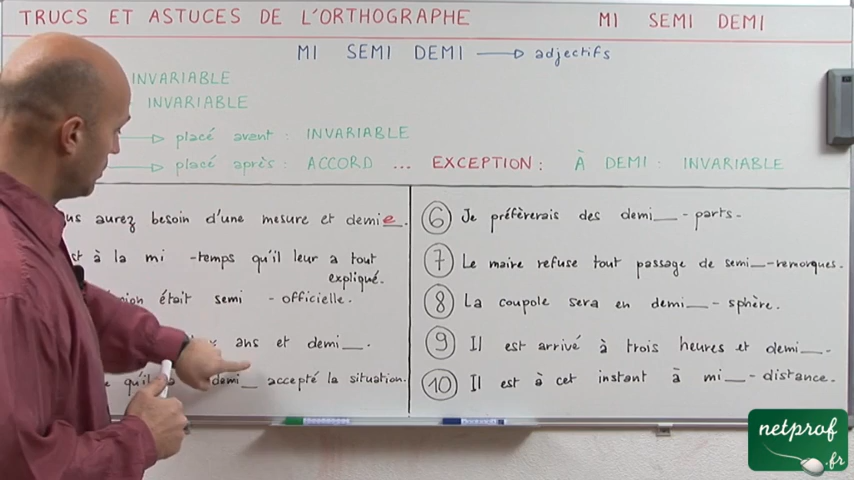 TRUCS ET ASTUCES DE L'ORTHOGRAPHE MI SEMI DEMI
MI SEMI DEMI → adjectifs
INVARIABLE
INVARIABLE
→ placé avant : INVARIABLE
→ placé après : ACCORD ... EXCEPTION : À DEMI : INVARIABLE
aurez besoin d'une mesure et demie.
à la mi -temps qu'il leur a tout
expliqué.
était semi - officielle.
ans et demi__.
qu'il demi__ accepté la situation.
6 Je préfèrerais des demi__ - parts.
7 Le maire refuse tout passage de semi__-remorques.
8 La coupole sera en demi__ - sphère.
9 Il est arrivé à trois heures et demi__.
10 Il est à cet instant à mi__ - distance.
netprof
.fr